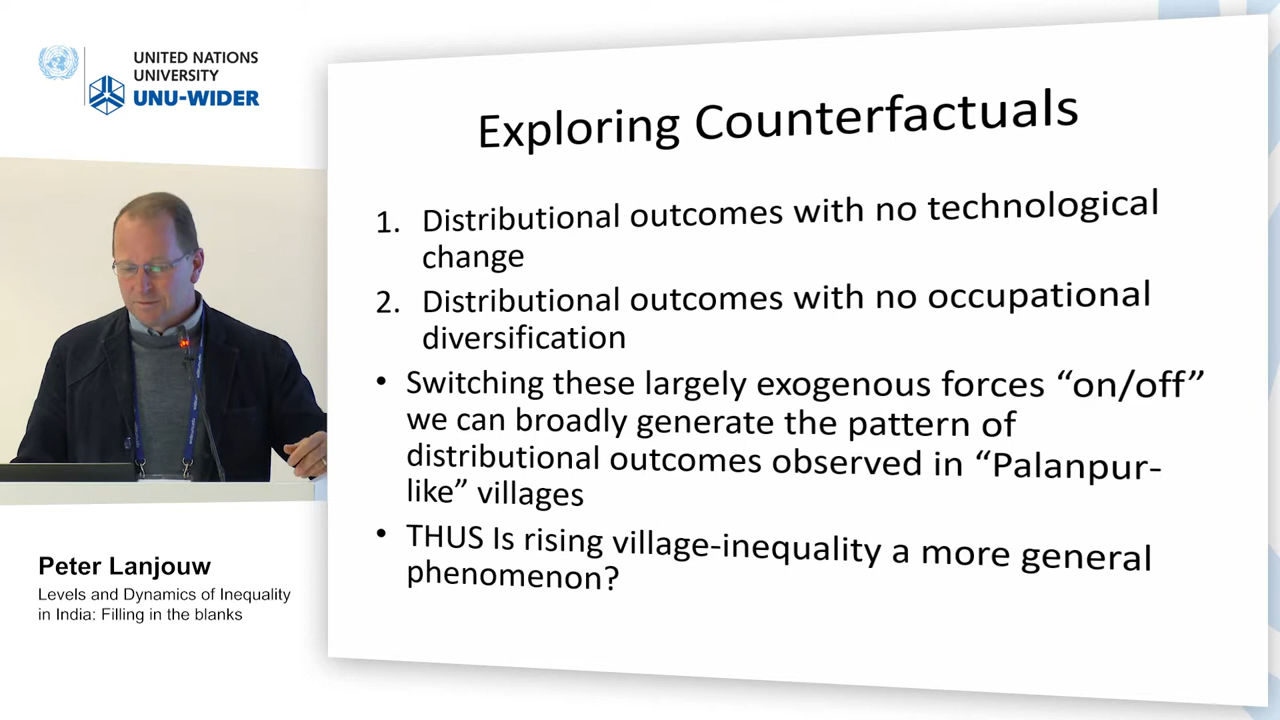 UNITED NATIONS
UNIVERSITY
UNU-WIDER
Exploring Counterfactuals
1. Distributional outcomes with no technological
change
2. Distributional outcomes with no occupational
diversification
• Switching these largely exogenous forces “on/off”
we can broadly generate the pattern of
distributional outcomes observed in “Palanpur-
like” villages
• THUS Is rising village-inequality a more general
phenomenon?
Peter Lanjouw
Levels and Dynamics of Inequality
in India: Filling in the blanks